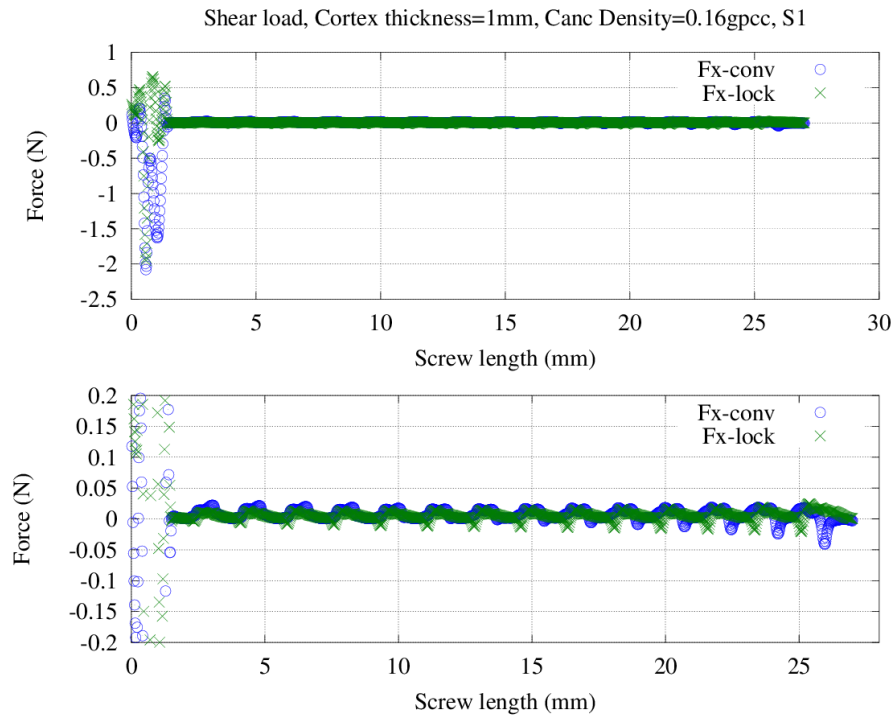 Shear load, Cortex thickness=1mm, Canc Density=0.16gpcc, S1
1
0.5
0
-0.5
-1
-1.5
-2
-2.5
Force (N)
Fx-conv
Fx-lock
0 5 10 15 20 25 30
Screw length (mm)
0.2
0.15
0.1
0.05
0
-0.05
-0.1
-0.15
-0.2
Force (N)
Fx-conv
Fx-lock
0 5 10 15 20 25
Screw length (mm)